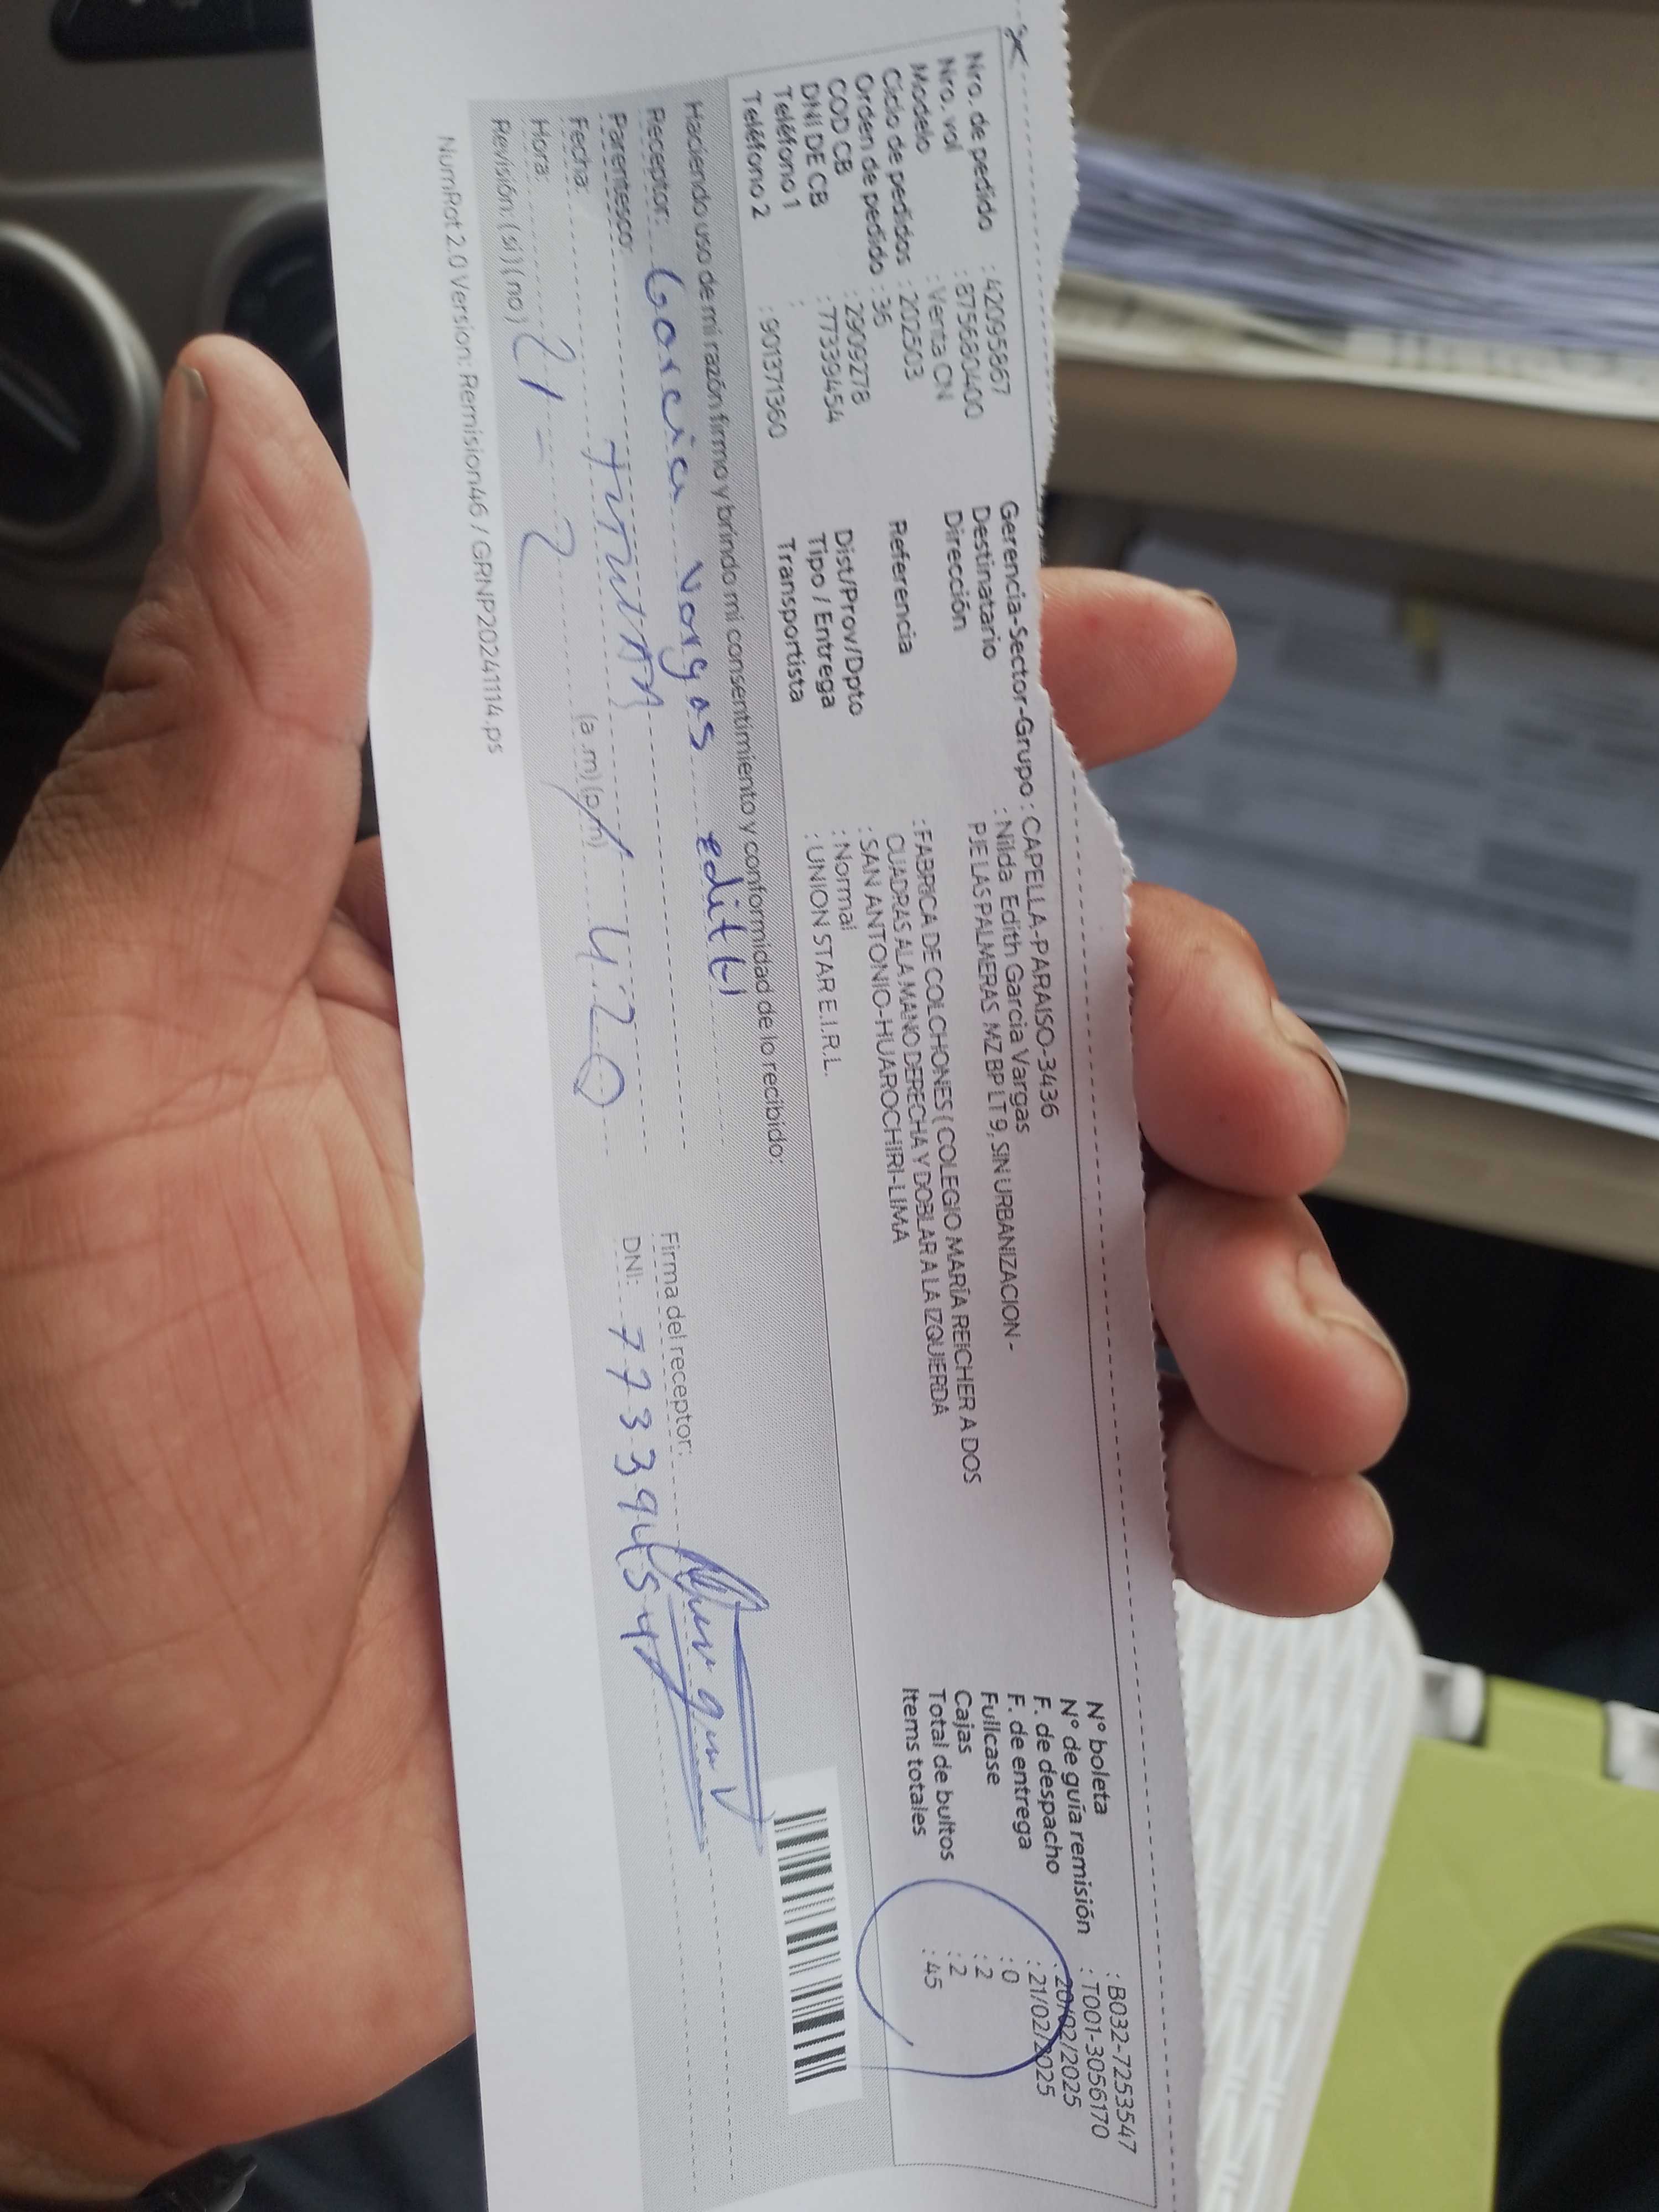 Nro. de pedido : 42095867
Nro. vol : 875680400
Modelo : Venta CN
Ciclo de pedidos : 202503
Orden de pedido : 36
COD CB : 2909278
DNI DE CB : 77339454
Teléfono 1 :
Teléfono 2 : 901371360
Gerencia-Sector-Grupo : CAPELLA-PARAISO-3436
Destinatario : Nilda Edith Garcia Vargas
Dirección PJE LAS PALMERAS MZ BP LT 9, SIN URBANIZACION -
Referencia : FABRICA DE COLCHONES ( COLEGIO MARÍA REICHER A DOS
CUADRAS A LA MANO DERECHA Y DOBLAR A LA IZQUIERDA
Dist/Prov/Dpto : SAN ANTONIO-HUAROCHIRI-LIMA
Tipo / Entrega : Normal
Transportista : UNION STAR E.I.R.L.
N° boleta : B032-7253547
N° de guía remisión : T001-3056170
F. de despacho : 20/02/2025
F. de entrega : 21/02/2025
Fullcase : 0
Cajas : 2
Total de bultos : 2
Items totales : 45
Haciendo uso de mi razón firmo y brindo mi consentimiento y conformidad de lo recibido:
Receptor: Garcia Vargas Edith
Parentesco: titular
Fecha: 21-2
Hora: (a.m) (p.m) 4:20
Revisión: (si) (no)
Firma del receptor:
DNI: 77339454
NumRot 2.0 Version: Remision46 / GRNP20241114.ps